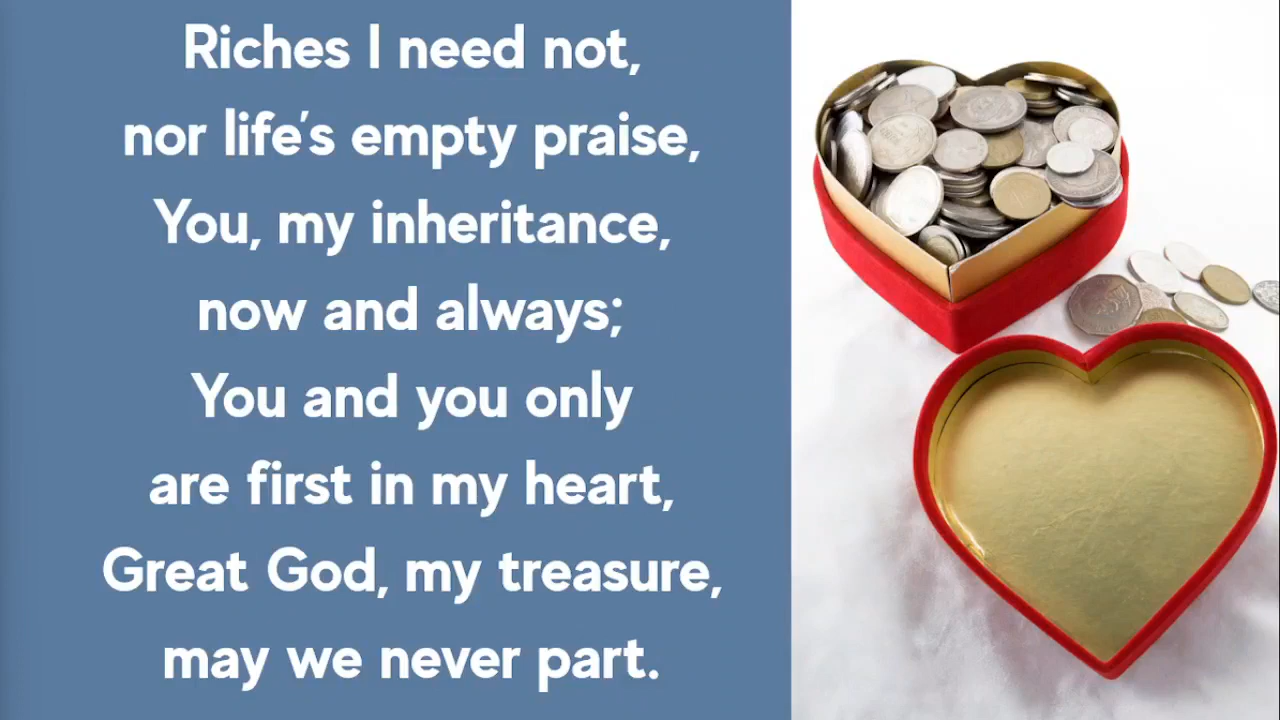 Riches I need not,
nor life's empty praise,
You, my inheritance,
now and always;
You and you only
are first in my heart,
Great God, my treasure,
may we never part.